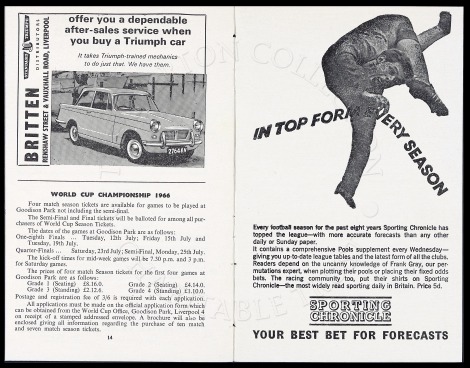 offer you a dependable
after-sales service when
you buy a Triumph car
It takes Triumph-trained mechanics
to do just that. We have them.
STANDARD TRIUMPH
DISTRIBUTORS
BRITTEN
RENSHAW STREET & VAUXHALL ROAD, LIVERPOOL
WORLD CUP CHAMPIONSHIP 1966
Four match season tickets are available for games to be played at
Goodison Park not including the semi-final.
The Semi-Final and Final tickets will be balloted for among all pur-
chasers of World Cup Season Tickets.
The dates of the games at Goodison Park are as follows:
One-eighth Finals ... Tuesday, 12th July; Friday 15th July and
Tuesday, 19th July.
Quarter-Finals ... Saturday, 23rd July; Semi-Final, Monday, 25th July.
The kick-off times for mid-week games will be 7.30 p.m. and 3 p.m.
for Saturday games.
The prices of four match Season tickets for the first four games at
Goodison Park are as follows:
Grade 1 (Seating) £8.16.0. Grade 2 (Seating) £4.14.0.
Grade 3 (Standing) £2.12.6. Grade 4 (Standing) £1.10.0.
Postage and registration fee of 3/6 is required with each application.
All applications must be made on the official application form which
can be obtained from the World Cup Office, Goodison Park, Liverpool 4
on receipt of a stamped addressed envelope. A brochure will also be
enclosed giving all information regarding the purchase of ten match
and seven match season tickets.
14
IN TOP FORM EVERY SEASON
Every football season for the past eight years Sporting Chronicle has
topped the league—with more accurate forecasts than any other
daily or Sunday paper.
It contains a comprehensive Pools supplement every Wednesday—
giving you up-to-date league tables and the latest form of all the clubs.
Readers depend on the uncanny knowledge of Frank Gray, our per-
mutations expert, when plotting their pools or placing their fixed odds
bets. The racing community too, put their shirts on Sporting
Chronicle—the most widely read sporting daily in Britain. Price 5d.
SPORTING
CHRONICLE
YOUR BEST BET FOR FORECASTS